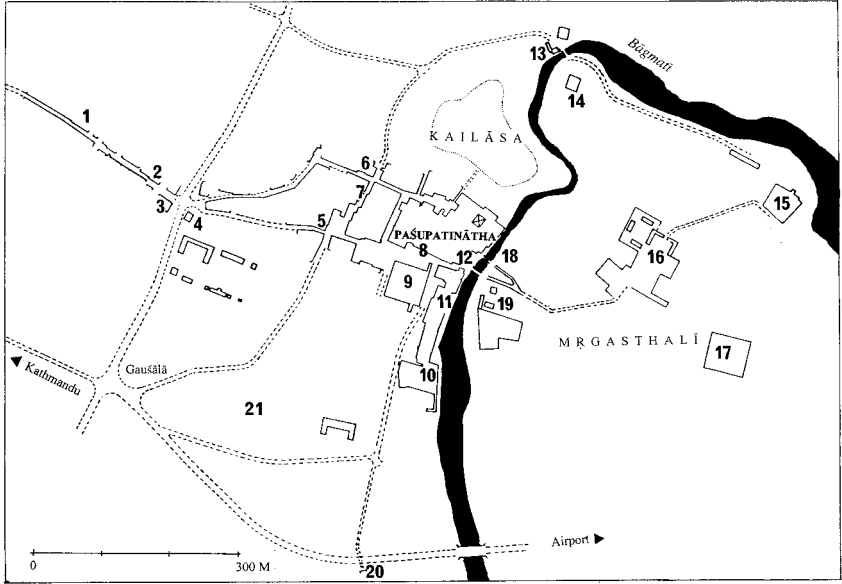 Bāgmatī
13
14
1
KAILĀSA
2
6
3
7
15
4
5
PAŚUPATINĀTHA
16
8
12
18
9
11
19
MṚGASTHALĪ
17
10
Kathmandu
Gauśālā
21
Airport
0
300 M
20